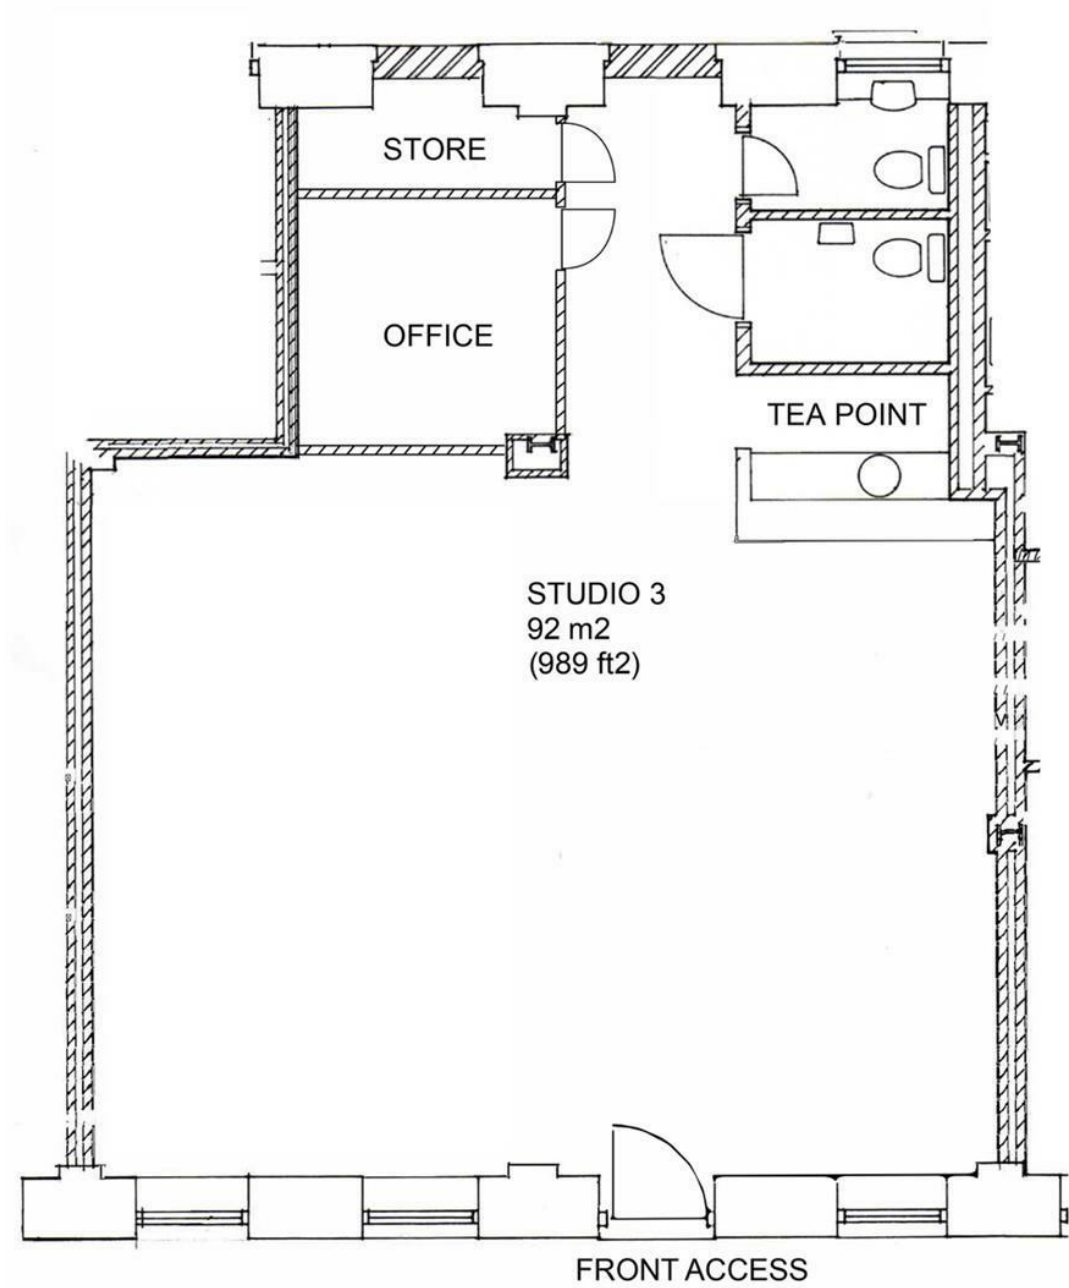 STORE
OFFICE
TEA POINT
STUDIO 3
92 m2
(989 ft2)
FRONT ACCESS